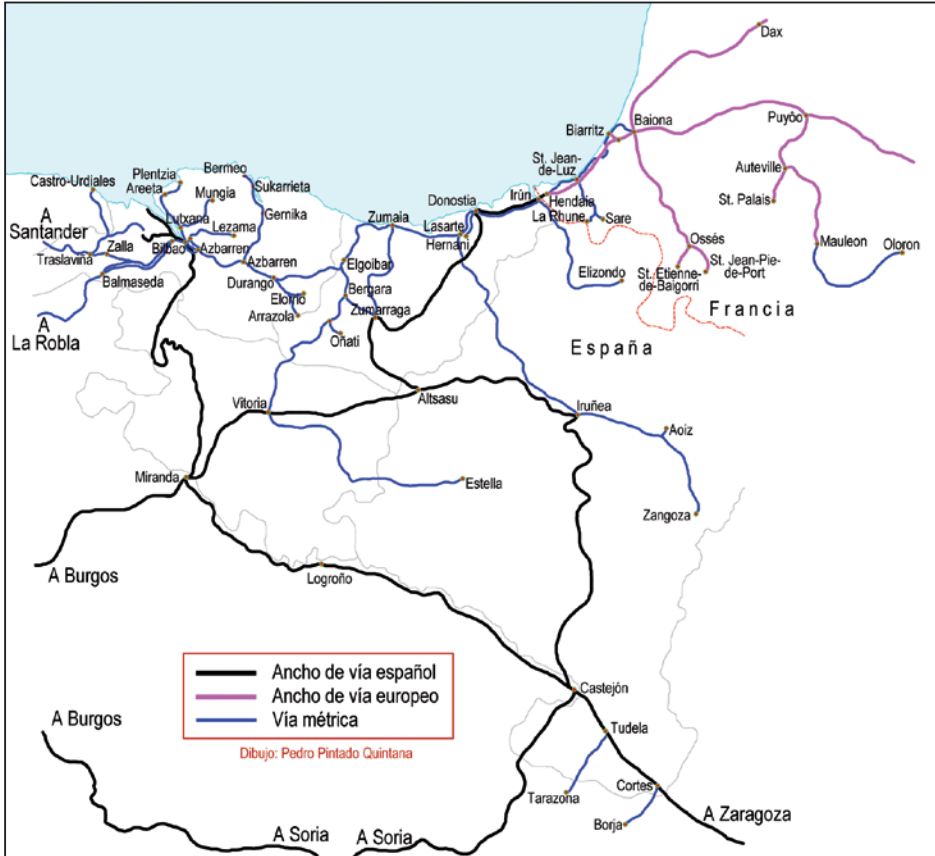 Dax
Biarritz
Baiona
Puyôo
St. Jean-
de-Luz
Auteville
St. Palais
Castro-Urdiales
Plentzia
Areeta
Bermeo
Mungia
Sukarrieta
Donostia
Irún
Hendaia
La Rhune
Sare
A
Santander
Zalla
Lutxana
Lezama
Gernika
Zumaia
Lasarte
Hernani
Mauleon
Oloron
Traslavina
Bilbao
Azbarren
Azbarren
Elgoibar
Ossés
St. Jean-Pie-
de-Port
St. Etienne-
de-Baigorri
Elizondo
Balmaseda
Durango
Elorrio
Arrazola
Bergara
Zumarraga
Oñati
A
La Robla
Francia
España
Vitoria
Altsasu
Iruñea
Aoiz
Miranda
Estella
Zangoza
A Burgos
Logroño
Ancho de vía español
Ancho de vía europeo
Vía métrica
Dibujo: Pedro Pintado Quintana
Castejón
A Burgos
Tudela
Tarazona
Cortes
Borja
A Zaragoza
A Soria
A Soria